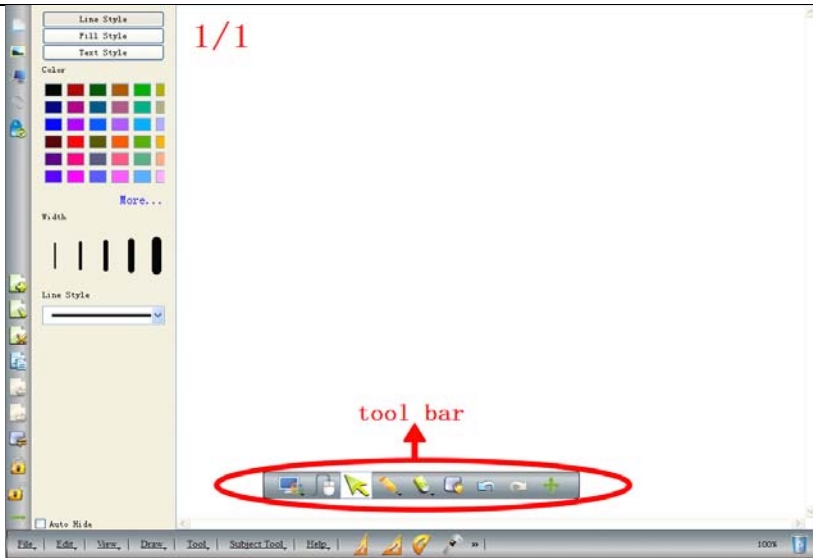 Line Style
Fill Style
Text Style
1/1
Color
More...
Width
Line Style
tool bar
Auto Hide
File Edit View Draw Tool Subject Tool Help » 100%